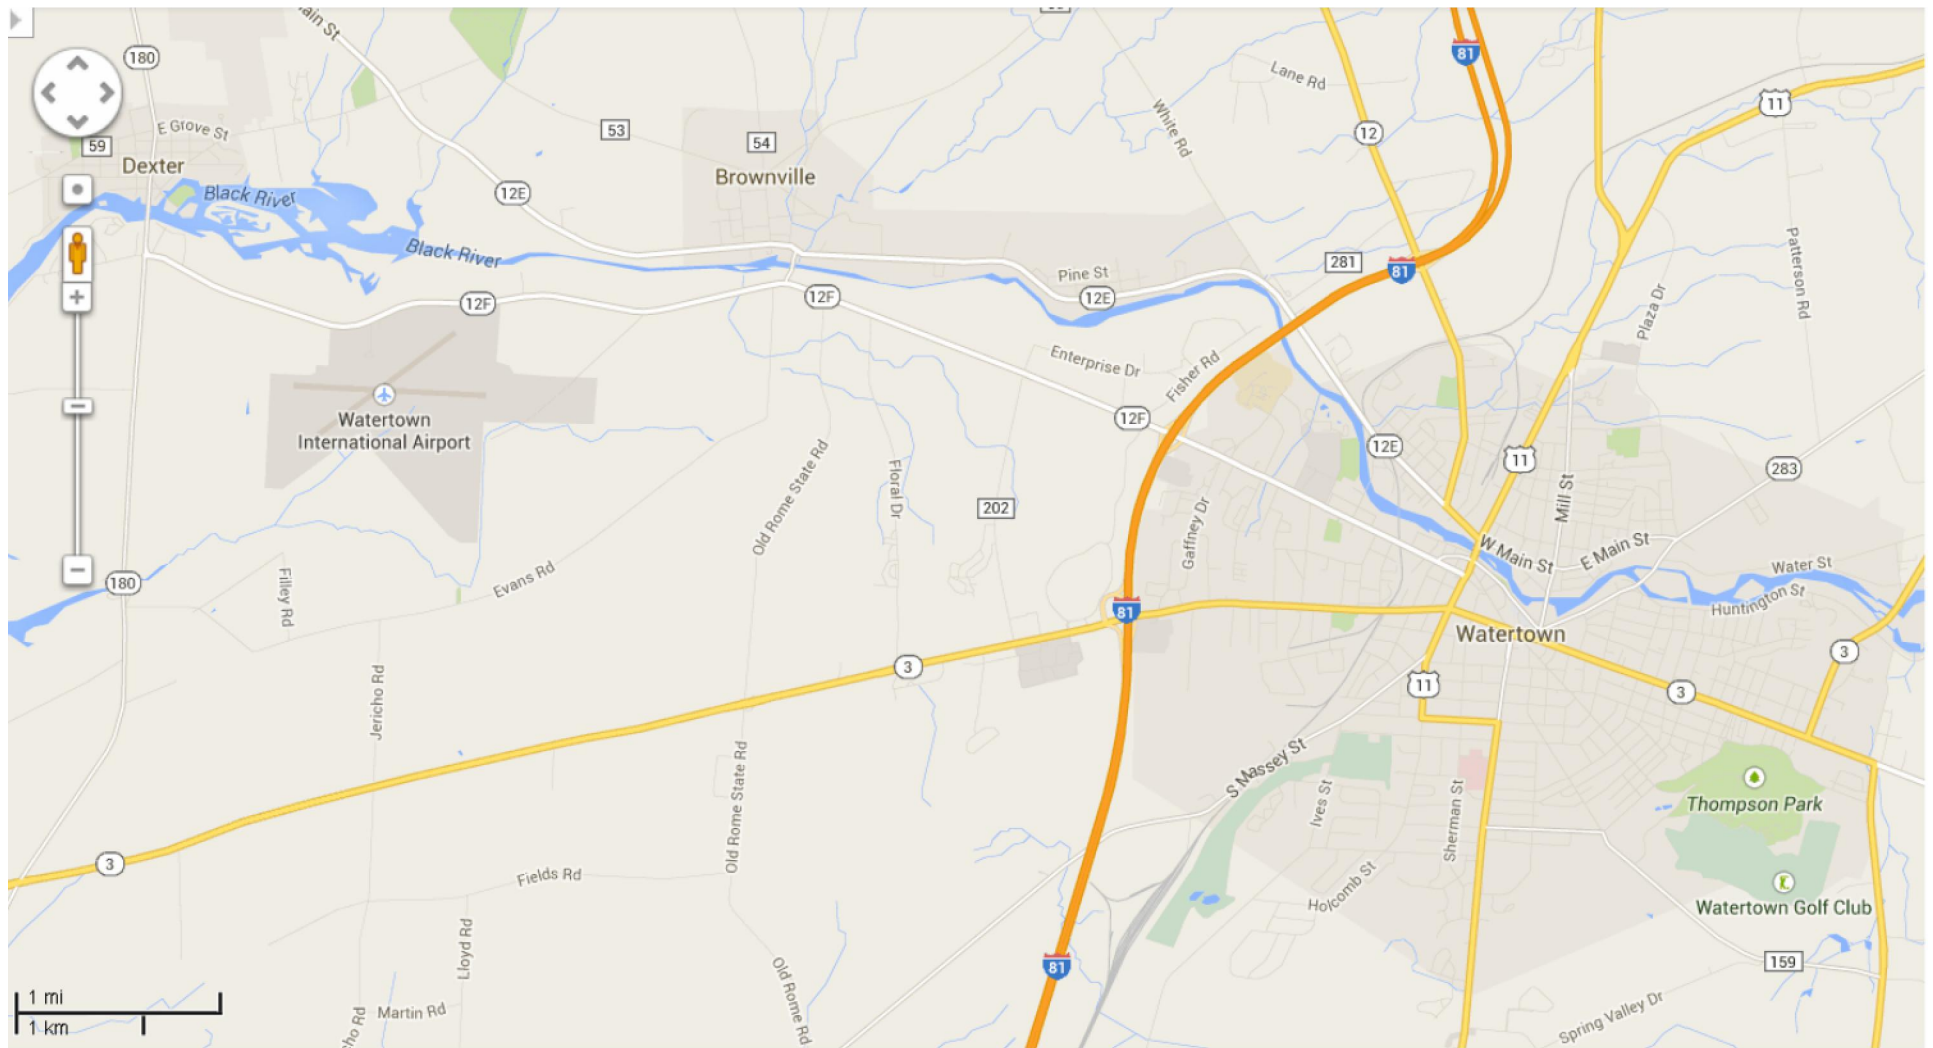 180
ain St
81
Lane Rd
11
12
White Rd
E Grove St
53
59
54
Dexter
Brownville
12E
Black River
Black River
281
81
Pine St
12E
12F
12F
Patterson Rd
Plaza Dr
Enterprise Dr
Fisher Rd
Watertown
International Airport
12F
12E
11
283
Mill St
Old Rome State Rd
Floral Dr
202
Gaffney Dr
W Main St
E Main St
Water St
Huntington St
180
Filley Rd
Evans Rd
81
Watertown
3
3
Jericho Rd
11
3
S Massey St
Old Rome State Rd
Ives St
Sherman St
Thompson Park
3
Fields Rd
Holcomb St
Watertown Golf Club
Lloyd Rd
81
159
Old Rome Rd
1 mi
1 km
cho Rd
Martin Rd
Spring Valley Dr